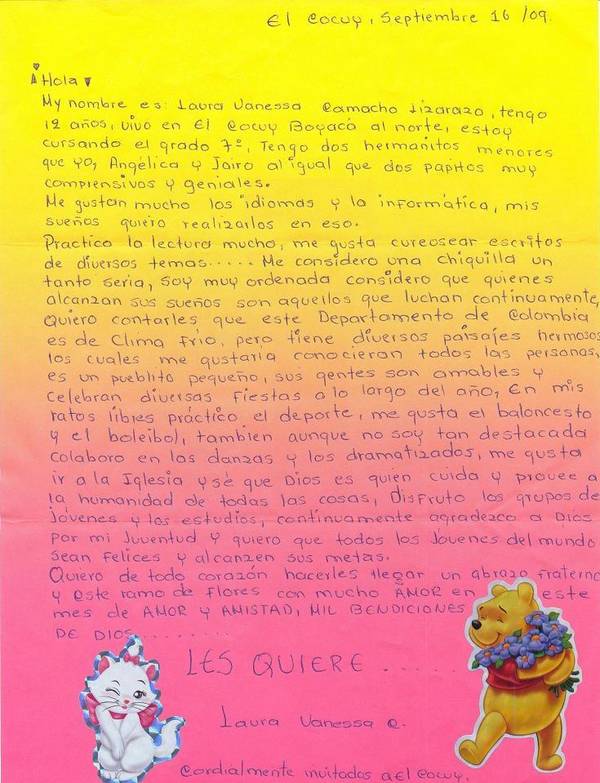 El Cocuy, Septiembre 16 /09.
Hola
My nombre es: Laura Vanessa Camacho Lizarazo, tengo
12 años, vivo en El Cocuy Boyacá al norte, estoy
cursando el grado 7º, Tengo dos hermanitos menores
que yo, Angélica y Jairo al igual que dos papitos muy
comprensivos y geniales.
Me gustan mucho los idiomas y la informática, mis
sueños quiero realizarlos en eso.
Practico la lectura mucho, me gusta cureosear escritos
de diversos temas..... Me considero una chiquilla un
tanto seria, soy muy ordenada considero que quienes
alcanzan sus sueños son aquellos que luchan continuamente,
Quiero contarles que este Departamento de Colombia
es de Clima Frio, pero tiene diversos paisajes hermosos
los cuales me gustaria conocieran todos las personas,
es un pueblito pequeño, sus gentes son amables y
celebran diversas fiestas a lo largo del año, En mis
ratos libres práctico el deporte, me gusta el baloncesto
y el boleibol, tambien aunque no soy tan destacada
colaboro en las danzas y los dramatizados, me gusta
ir a la Iglesia y sé que Dios es quien cuida y provee a
la humanidad de todas las cosas, Disfruto los grupos de
jóvenes y los estudios, continuamente agradezco a Dios
por mi Juventud y quiero que todos los Jóvenes del mundo
sean felices y alcanzen sus metas.
Quiero de todo corazón hacerles llegar un abrazo fraterno
y este ramo de flores con mucho AMOR en este
mes de AMOR y AMISTAD, MIL BENDICIONES
DE DIOS.........
LES QUIERE .....
Laura Vanessa C.
Cordialmente invitados a El Cocuy.